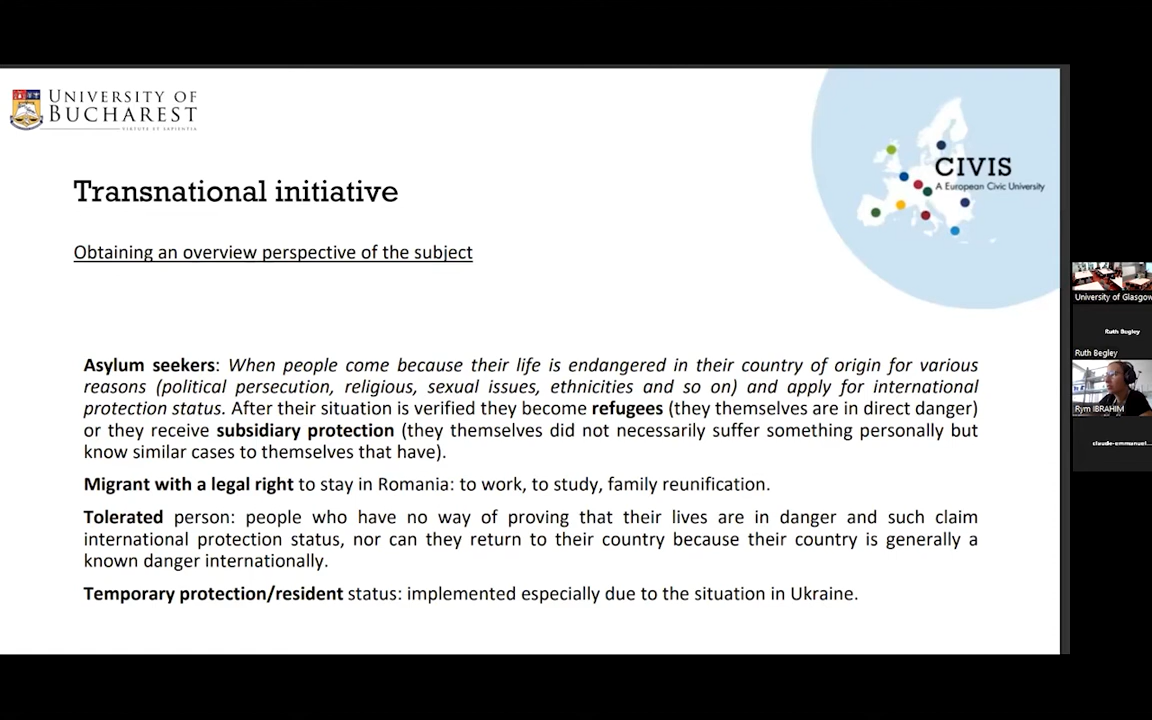 UNIVERSITY OF
BUCHAREST
VIRTUTE ET SAPIENTIA
CIVIS
A European Civic University
Transnational initiative
Obtaining an overview perspective of the subject
Asylum seekers: When people come because their life is endangered in their country of origin for various
reasons (political persecution, religious, sexual issues, ethnicities and so on) and apply for international
protection status. After their situation is verified they become refugees (they themselves are in direct danger)
or they receive subsidiary protection (they themselves did not necessarily suffer something personally but
know similar cases to themselves that have).
Migrant with a legal right to stay in Romania: to work, to study, family reunification.
Tolerated person: people who have no way of proving that their lives are in danger and such claim
international protection status, nor can they return to their country because their country is generally a
known danger internationally.
Temporary protection/resident status: implemented especially due to the situation in Ukraine.
University of Glasgow
Ruth Begley
Ruth Begley
Rym IBRAHIM
claude-emmanuel...